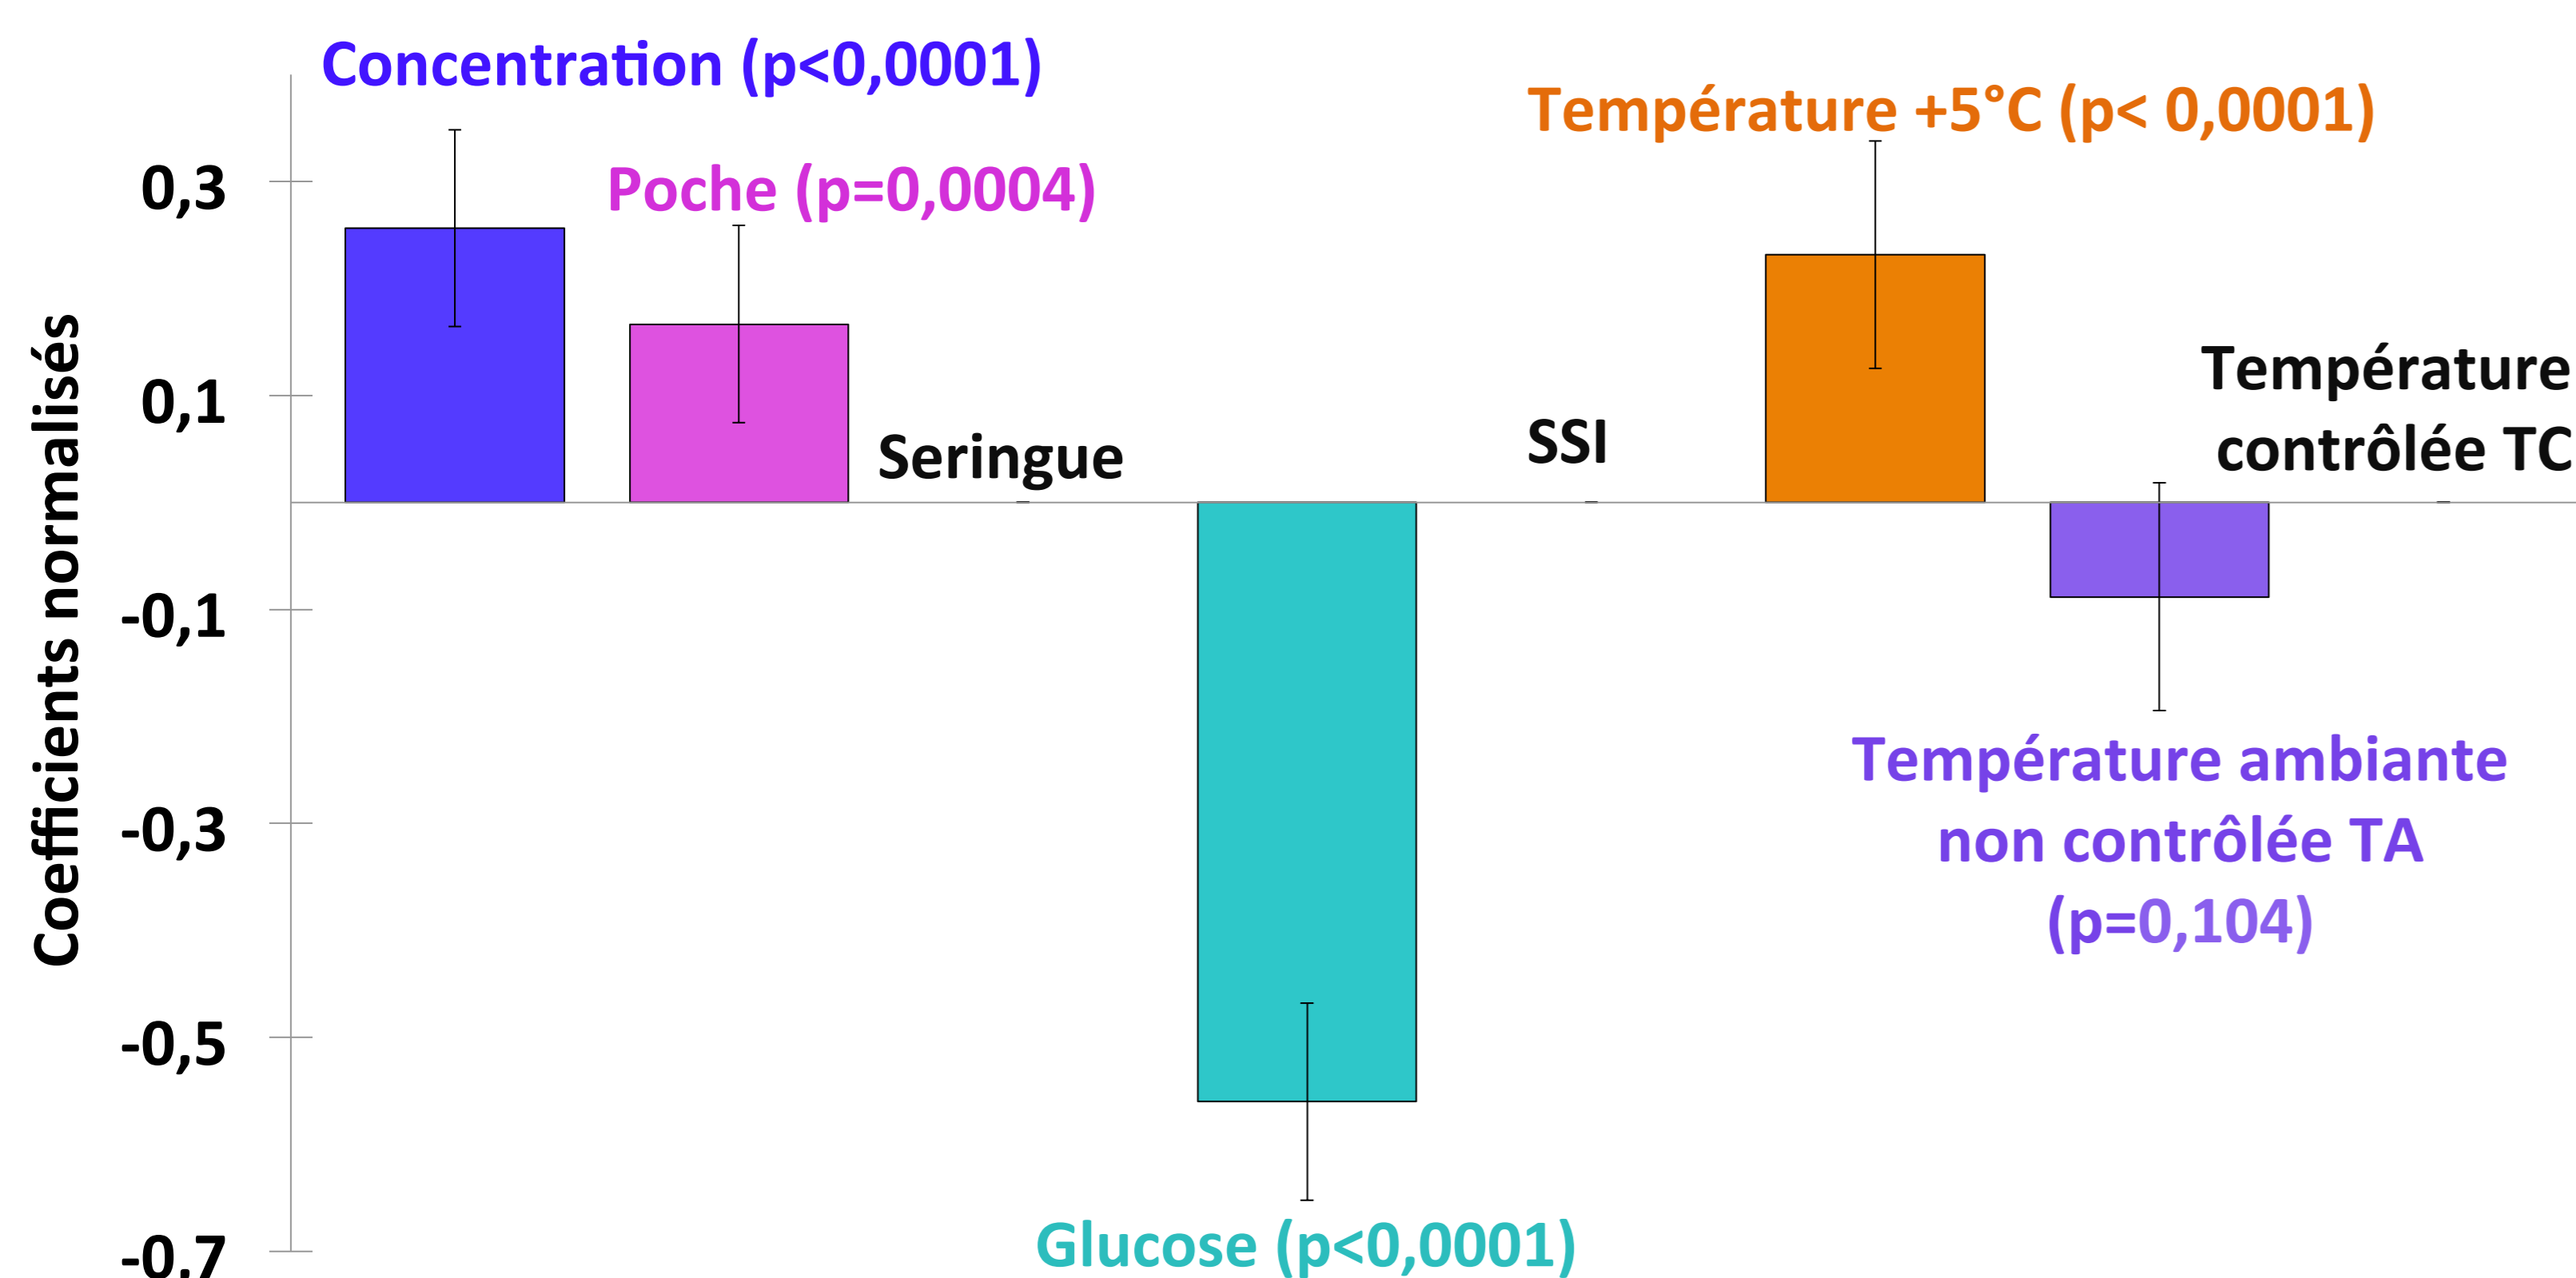 Concentration (p<0,0001)
Température +5°C (p< 0,0001)
0,3
Poche (p=0,0004)
Température
contrôlée TC
0,1
Seringue
SSI
Coefficients normalisés
-0,1
Température ambiante
non contrôlée TA
(p=0,104)
-0,3
-0,5
-0,7
Glucose (p<0,0001)